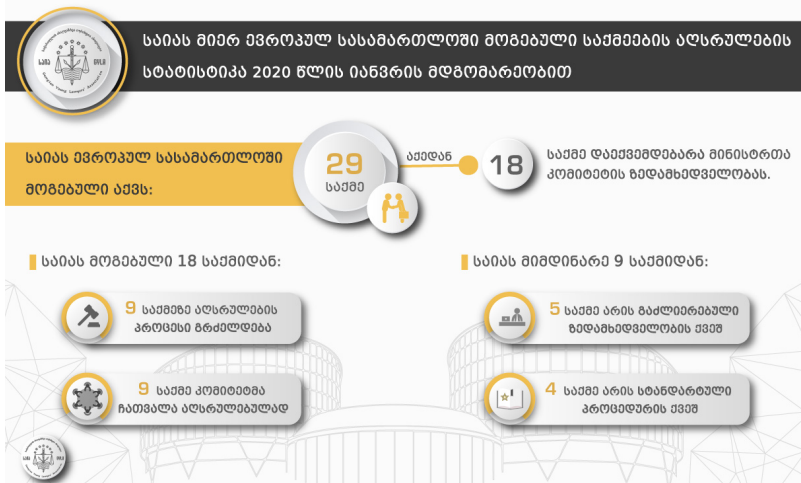 საიას მიერ ევროპულ სასამართლოში მოგებული საქმეების აღსრულების
სტატისტიკა 2020 წლის იანვრის მდგომარეობით
საია
GYLA
საიას ევროპულ სასამართლოში
მოგებული აქვს:
29
საქმე
აქედან
18
საქმე დაექვემდებარა მინისტრთა
კომიტეტის ზედამხედველობას.
საიას მოგებული 18 საქმიდან:
9 საქმეზე აღსრულების
პროცესი გრძელდება
9 საქმე კომიტეტმა
ჩათვალა აღსრულებულად
საიას მიმდინარე 9 საქმიდან:
5 საქმე არის გაძლიერებული
ზედამხედველობის ქვეშ
4 საქმე არის სტანდარტული
პროცედურის ქვეშ